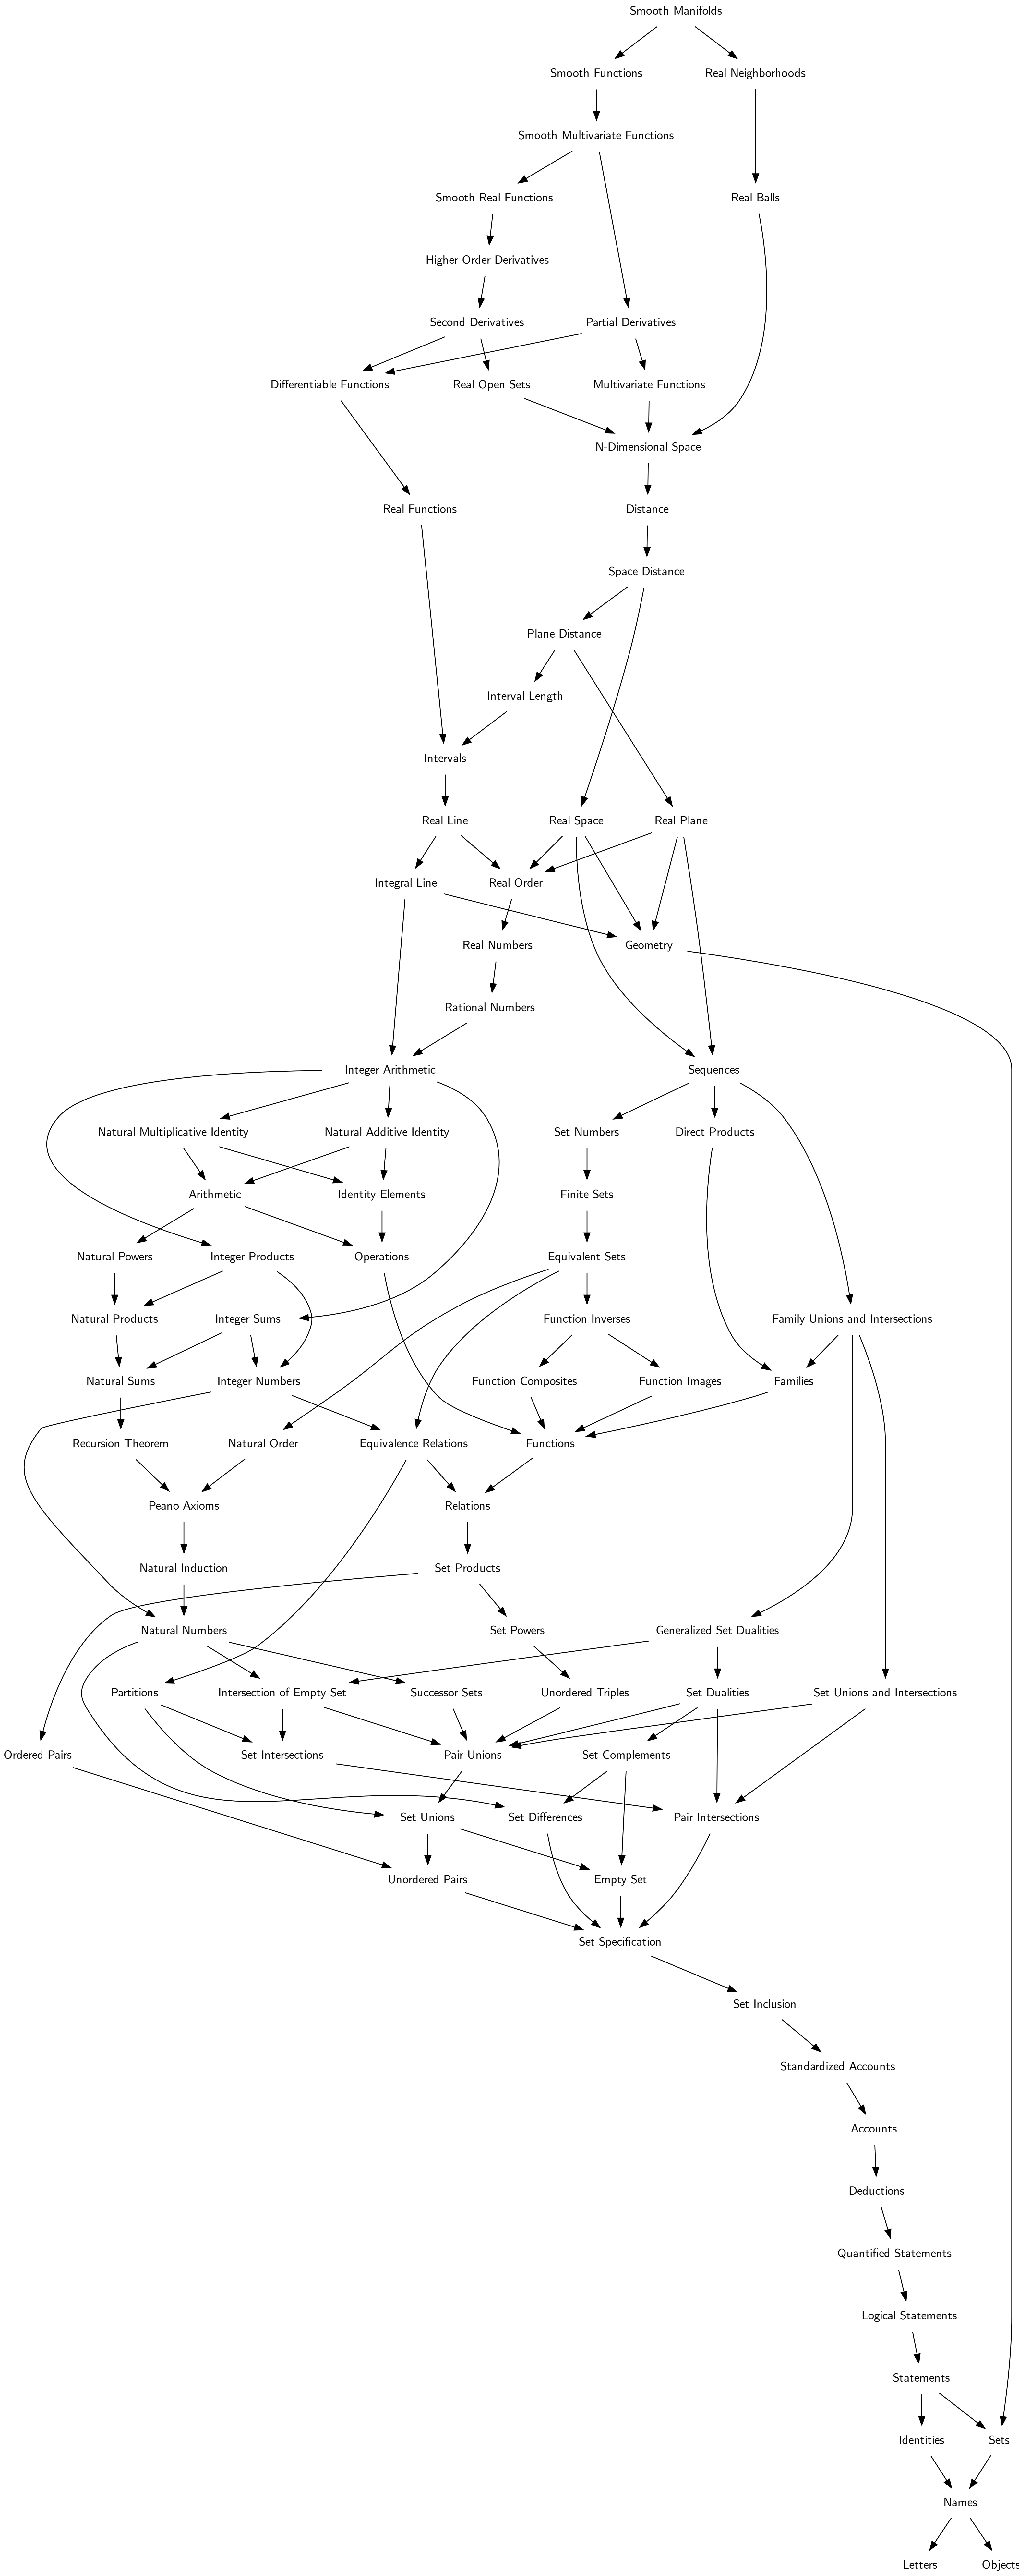 Smooth Manifolds
Smooth Functions
Real Neighborhoods
Smooth Multivariate Functions
Smooth Real Functions
Real Balls
Higher Order Derivatives
Second Derivatives
Partial Derivatives
Differentiable Functions
Real Open Sets
Multivariate Functions
N-Dimensional Space
Real Functions
Distance
Space Distance
Plane Distance
Interval Length
Intervals
Real Line
Real Space
Real Plane
Integral Line
Real Order
Real Numbers
Geometry
Rational Numbers
Integer Arithmetic
Sequences
Natural Multiplicative Identity
Natural Additive Identity
Set Numbers
Direct Products
Arithmetic
Identity Elements
Finite Sets
Natural Powers
Integer Products
Operations
Equivalent Sets
Natural Products
Integer Sums
Function Inverses
Family Unions and Intersections
Natural Sums
Integer Numbers
Function Composites
Function Images
Families
Recursion Theorem
Natural Order
Equivalence Relations
Functions
Peano Axioms
Relations
Natural Induction
Set Products
Natural Numbers
Set Powers
Generalized Set Dualities
Partitions
Intersection of Empty Set
Successor Sets
Unordered Triples
Set Dualities
Set Unions and Intersections
Ordered Pairs
Set Intersections
Pair Unions
Set Complements
Set Unions
Set Differences
Pair Intersections
Unordered Pairs
Empty Set
Set Specification
Set Inclusion
Standardized Accounts
Accounts
Deductions
Quantified Statements
Logical Statements
Statements
Identities
Sets
Names
Letters
Objects